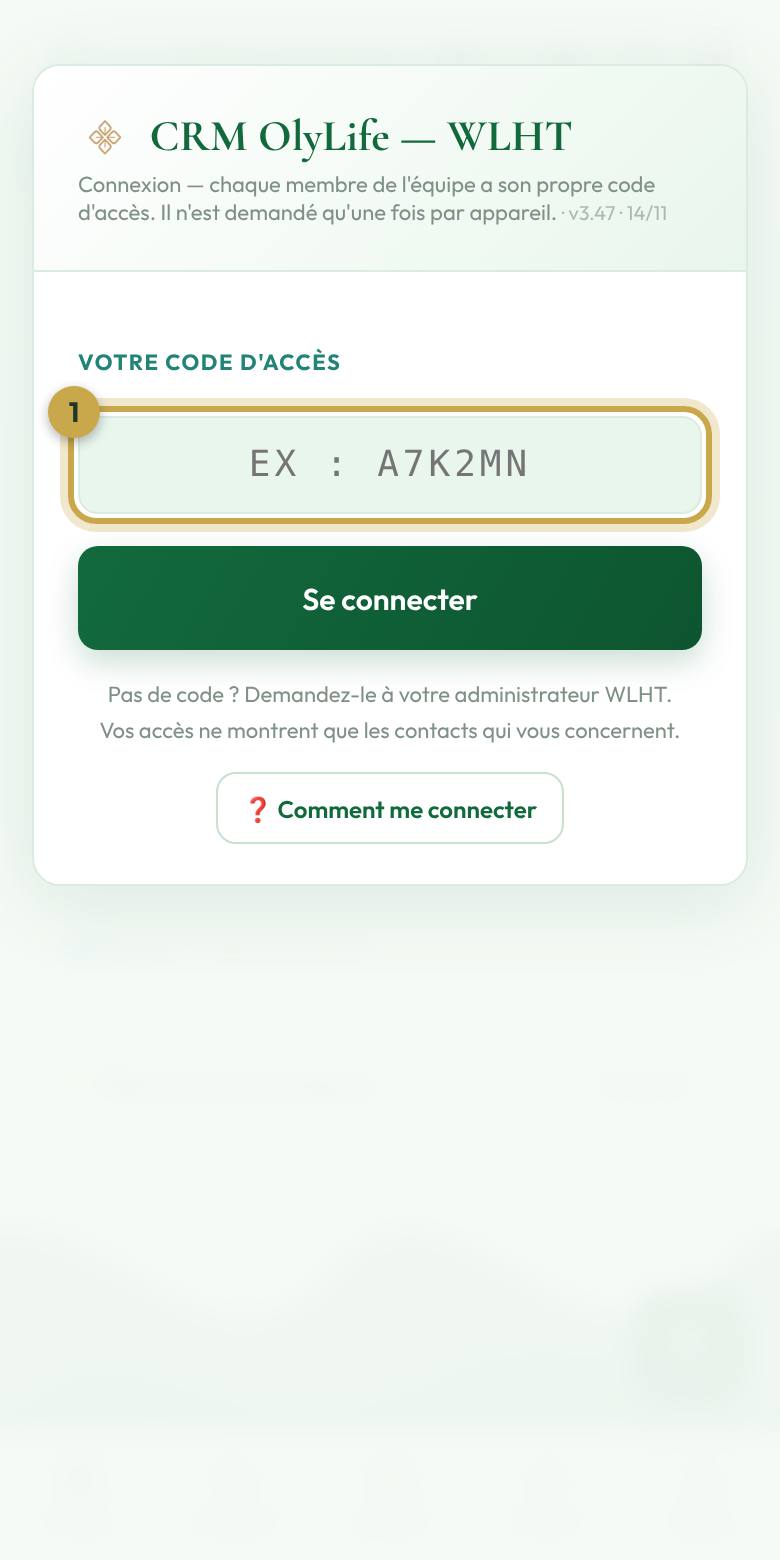 CRM OlyLife — WLHT
Connexion — chaque membre de l'équipe a son propre code
d'accès. Il n'est demandé qu'une fois par appareil. · v3.47 · 14/11
VOTRE CODE D'ACCÈS
1
EX : A7K2MN
Se connecter
Pas de code ? Demandez-le à votre administrateur WLHT.
Vos accès ne montrent que les contacts qui vous concernent.
❓ Comment me connecter